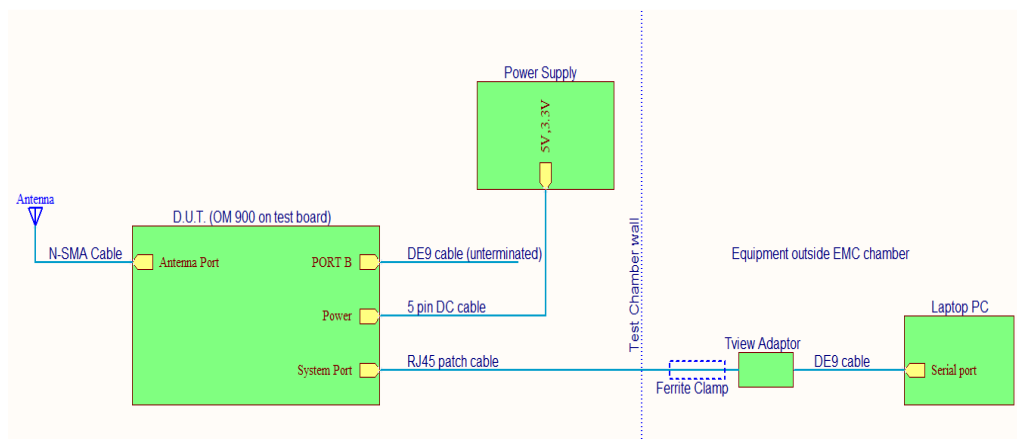 Power Supply
5V,3.3V
Antenna
D.U.T. (OM 900 on test board)
N-SMA Cable
Antenna Port
PORT B
DE9 cable (unterminated)
Test Chamber wall
Equipment outside EMC chamber
Power
5 pin DC cable
Laptop PC
Tview Adaptor
System Port
RJ45 patch cable
DE9 cable
Serial port
Ferrite Clamp